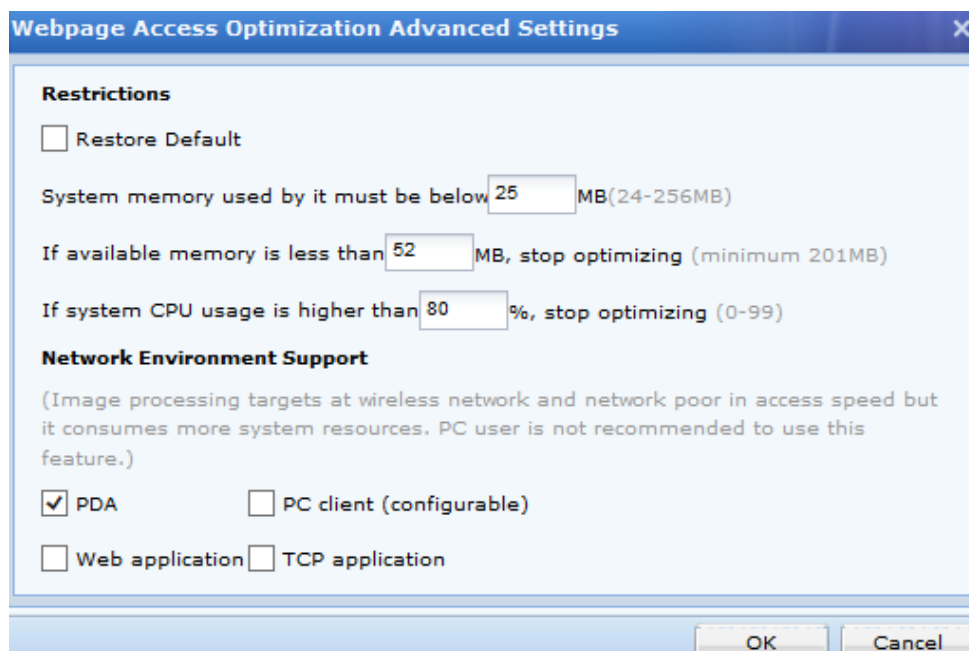 Webpage Access Optimization Advanced Settings
Restrictions
Restore Default
System memory used by it must be below 25 MB(24-256MB)
If available memory is less than 52 MB, stop optimizing (minimum 201MB)
If system CPU usage is higher than 80 %, stop optimizing (0-99)
Network Environment Support
(Image processing targets at wireless network and network poor in access speed but
it consumes more system resources. PC user is not recommended to use this
feature.)
PDA PC client (configurable)
Web application TCP application
OK Cancel